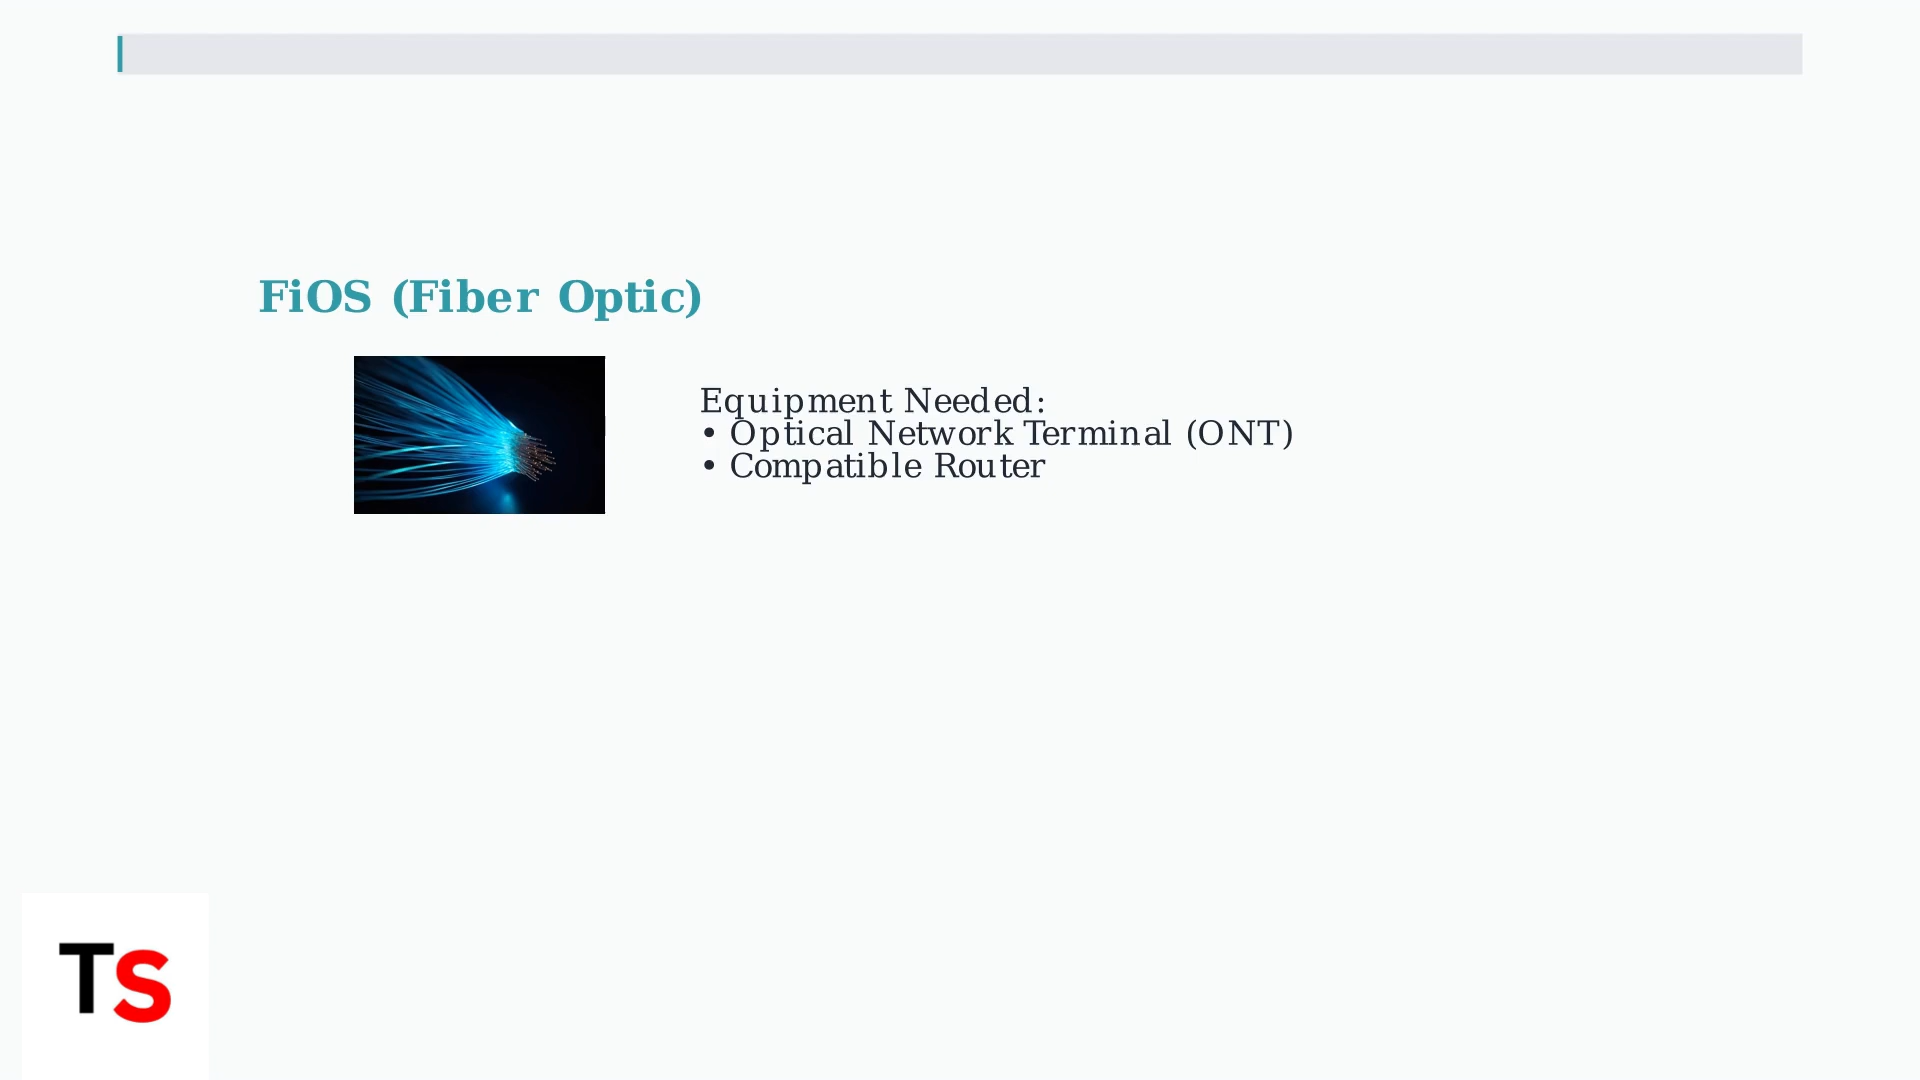 FiOS (Fiber Optic)
Equipment Needed:
• Optical Network Terminal (ONT)
• Compatible Router
TS